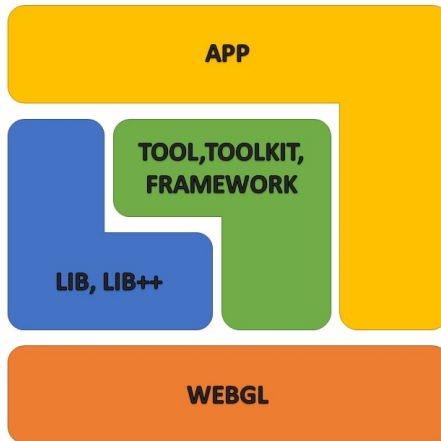 APP
TOOL,TOOLKIT,
FRAMEWORK
LIB, LIB++
WEBGL